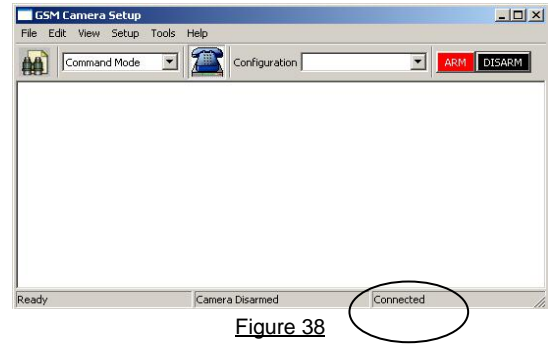 GSM Camera Setup
File Edit View Setup Tools Help
Command Mode Configuration ARM DISARM
Ready Camera Disarmed Connected
Figure 38